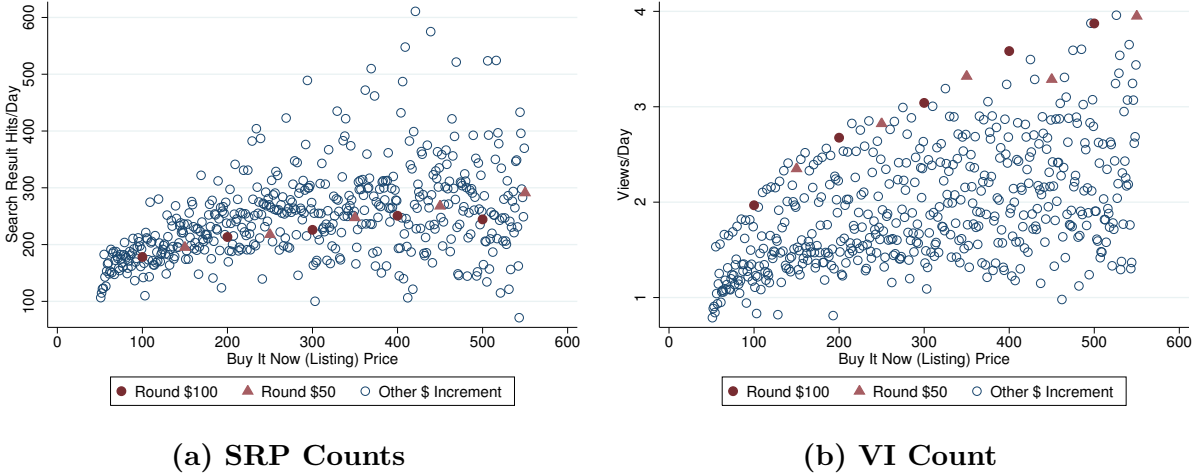 Search Result Hits/Day
600
500
400
300
200
100
0 100 200 300 400 500 600
Buy It Now (Listing) Price
Round $100 Round $50 Other $ Increment
(a) SRP Counts
Views/Day
4
3
2
1
0 100 200 300 400 500 600
Buy It Now (Listing) Price
Round $100 Round $50 Other $ Increment
(b) VI Count